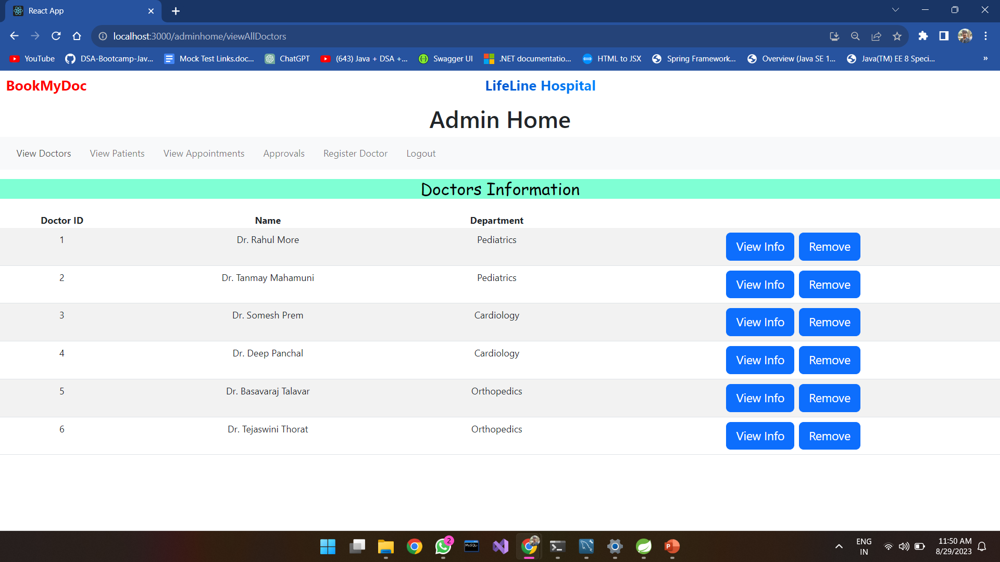 React App
localhost:3000/adminhome/viewAllDoctors
YouTube DSA-Bootcamp-Jav... Mock Test Links.doc... ChatGPT (643) Java + DSA +... Swagger UI .NET documentatio... HTML to JSX Spring Framework... Overview (Java SE 1... Java(TM) EE 8 Speci... »
BookMyDoc LifeLine Hospital
Admin Home
View Doctors View Patients View Appointments Approvals Register Doctor Logout
Doctors Information
Doctor ID Name Department
1 Dr. Rahul More Pediatrics View Info Remove
2 Dr. Tanmay Mahamuni Pediatrics View Info Remove
3 Dr. Somesh Prem Cardiology View Info Remove
4 Dr. Deep Panchal Cardiology View Info Remove
5 Dr. Basavaraj Talavar Orthopedics View Info Remove
6 Dr. Tejaswini Thorat Orthopedics View Info Remove
2
MySQL
P
ENG
IN
11:50 AM
8/29/2023